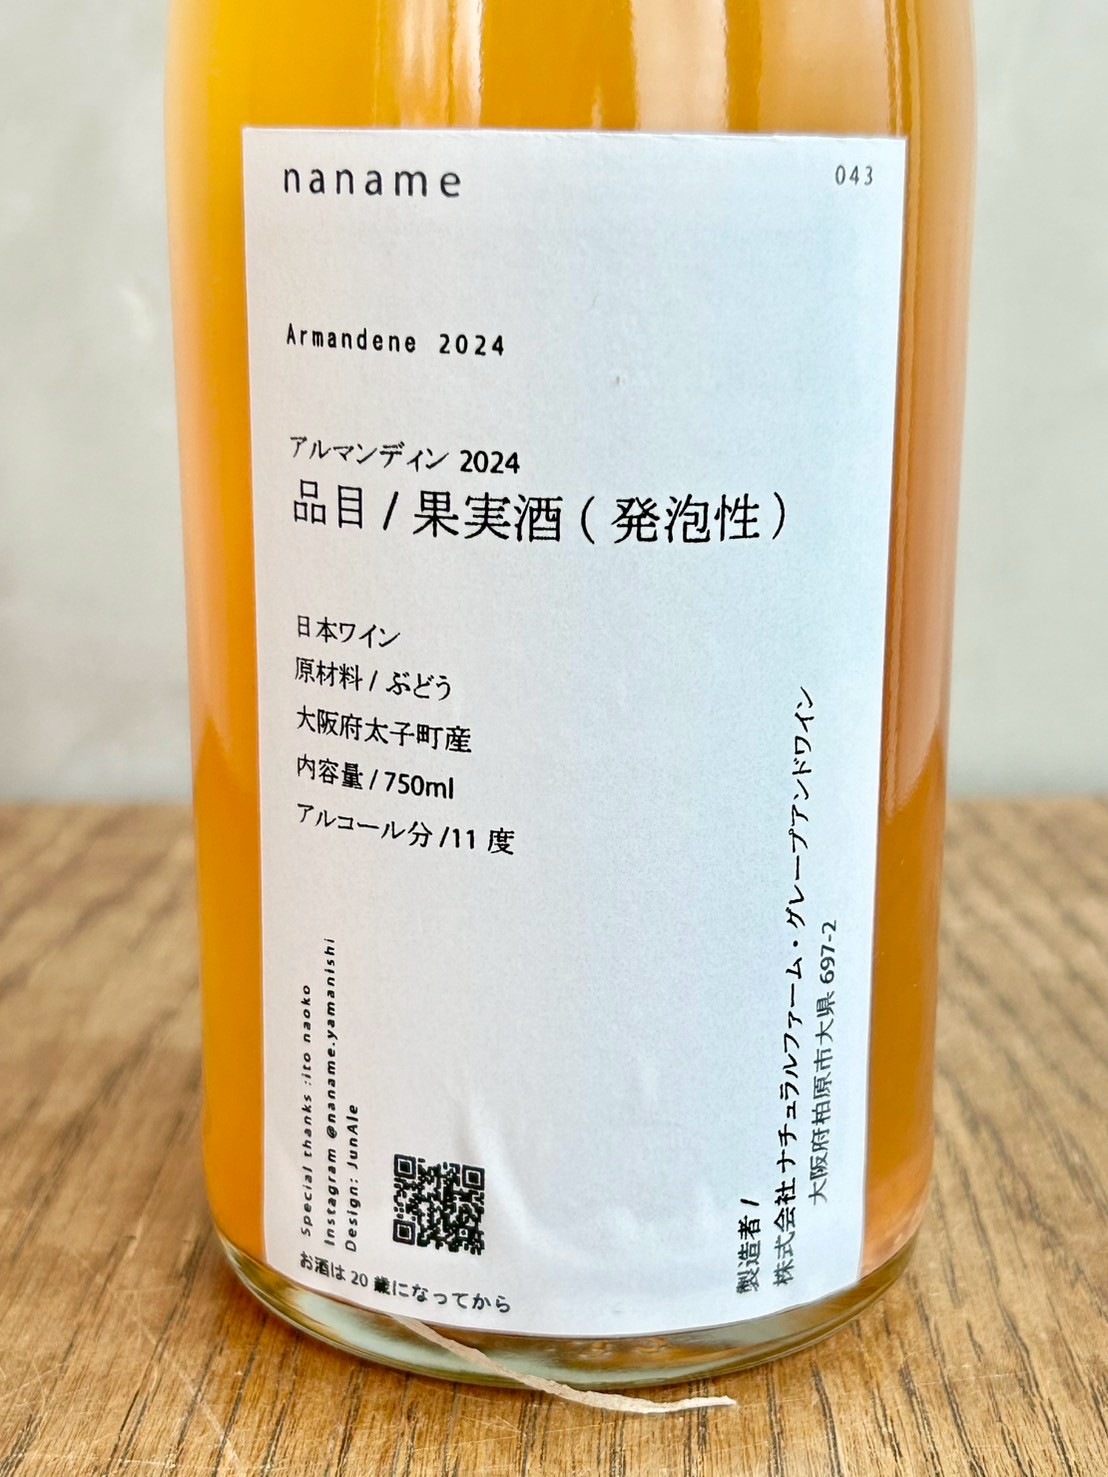 naname
043
Armandene 2024
アルマンディン 2024
品目 / 果実酒 ( 発泡性 )
日本ワイン
原材料 / ぶどう
大阪府太子町産
内容量 / 750ml
アルコール分 /11 度
Special thanks :ito naoko
Instagram @naname.yamanishi
Design: JunAle
お酒は 20 歳になってから
製造者 /
株式会社 ナチュラルファーム・グレープアンドワイン
大阪府柏原市大県 697-2